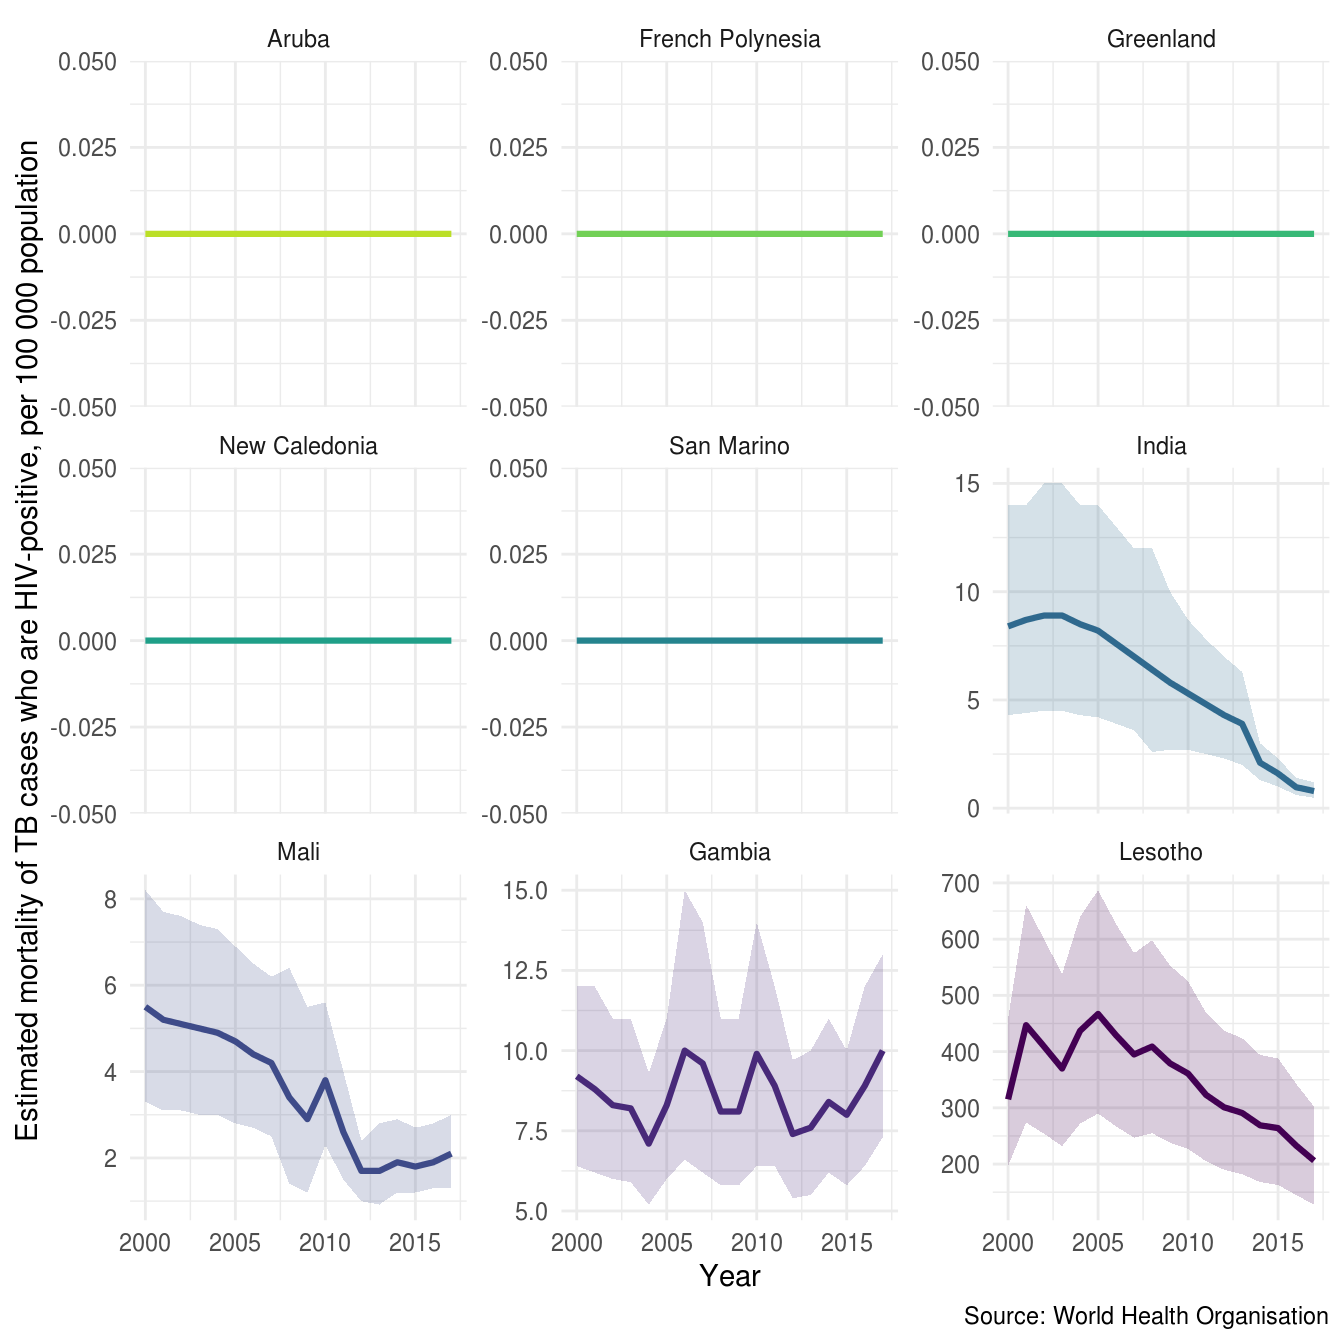 Aruba French Polynesia Greenland
0.050 0.050 0.050
0.025 0.025 0.025
0.000 0.000 0.000
-0.025 -0.025 -0.025
-0.050 -0.050 -0.050
New Caledonia San Marino India
0.050 0.050 15
0.025 0.025 10
0.000 0.000 5
-0.025 -0.025 0
-0.050 -0.050
Mali Gambia Lesotho
8 15.0 700
6 12.5 600
4 10.0 500
2 7.5 400
5.0 300
200
2000 2005 2010 2015 2000 2005 2010 2015 2000 2005 2010 2015
Estimated mortality of TB cases who are HIV-positive, per 100 000 population
Year
Source: World Health Organisation